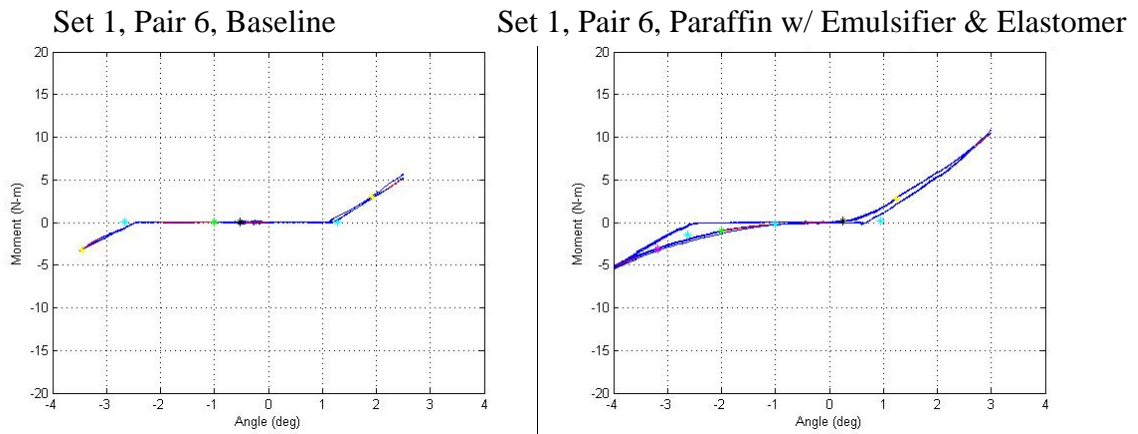 Set 1, Pair 6, Baseline
Set 1, Pair 6, Paraffin w/ Emulsifier & Elastomer
20
15
10
5
0
-5
-10
-15
-20
Moment (N-m)
-4 -3 -2 -1 0 1 2 3 4
Angle (deg)
20
15
10
5
0
-5
-10
-15
-20
Moment (N-m)
-4 -3 -2 -1 0 1 2 3 4
Angle (deg)